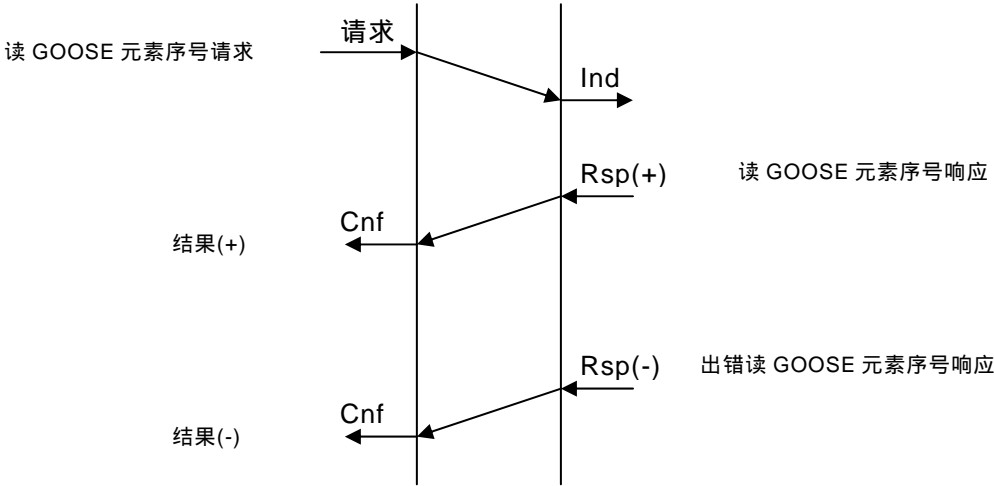 请求
读 GOOSE 元素序号请求
Ind
Rsp(+)
读 GOOSE 元素序号响应
Cnf
结果(+)
Rsp(-)
出错读 GOOSE 元素序号响应
Cnf
结果(-)